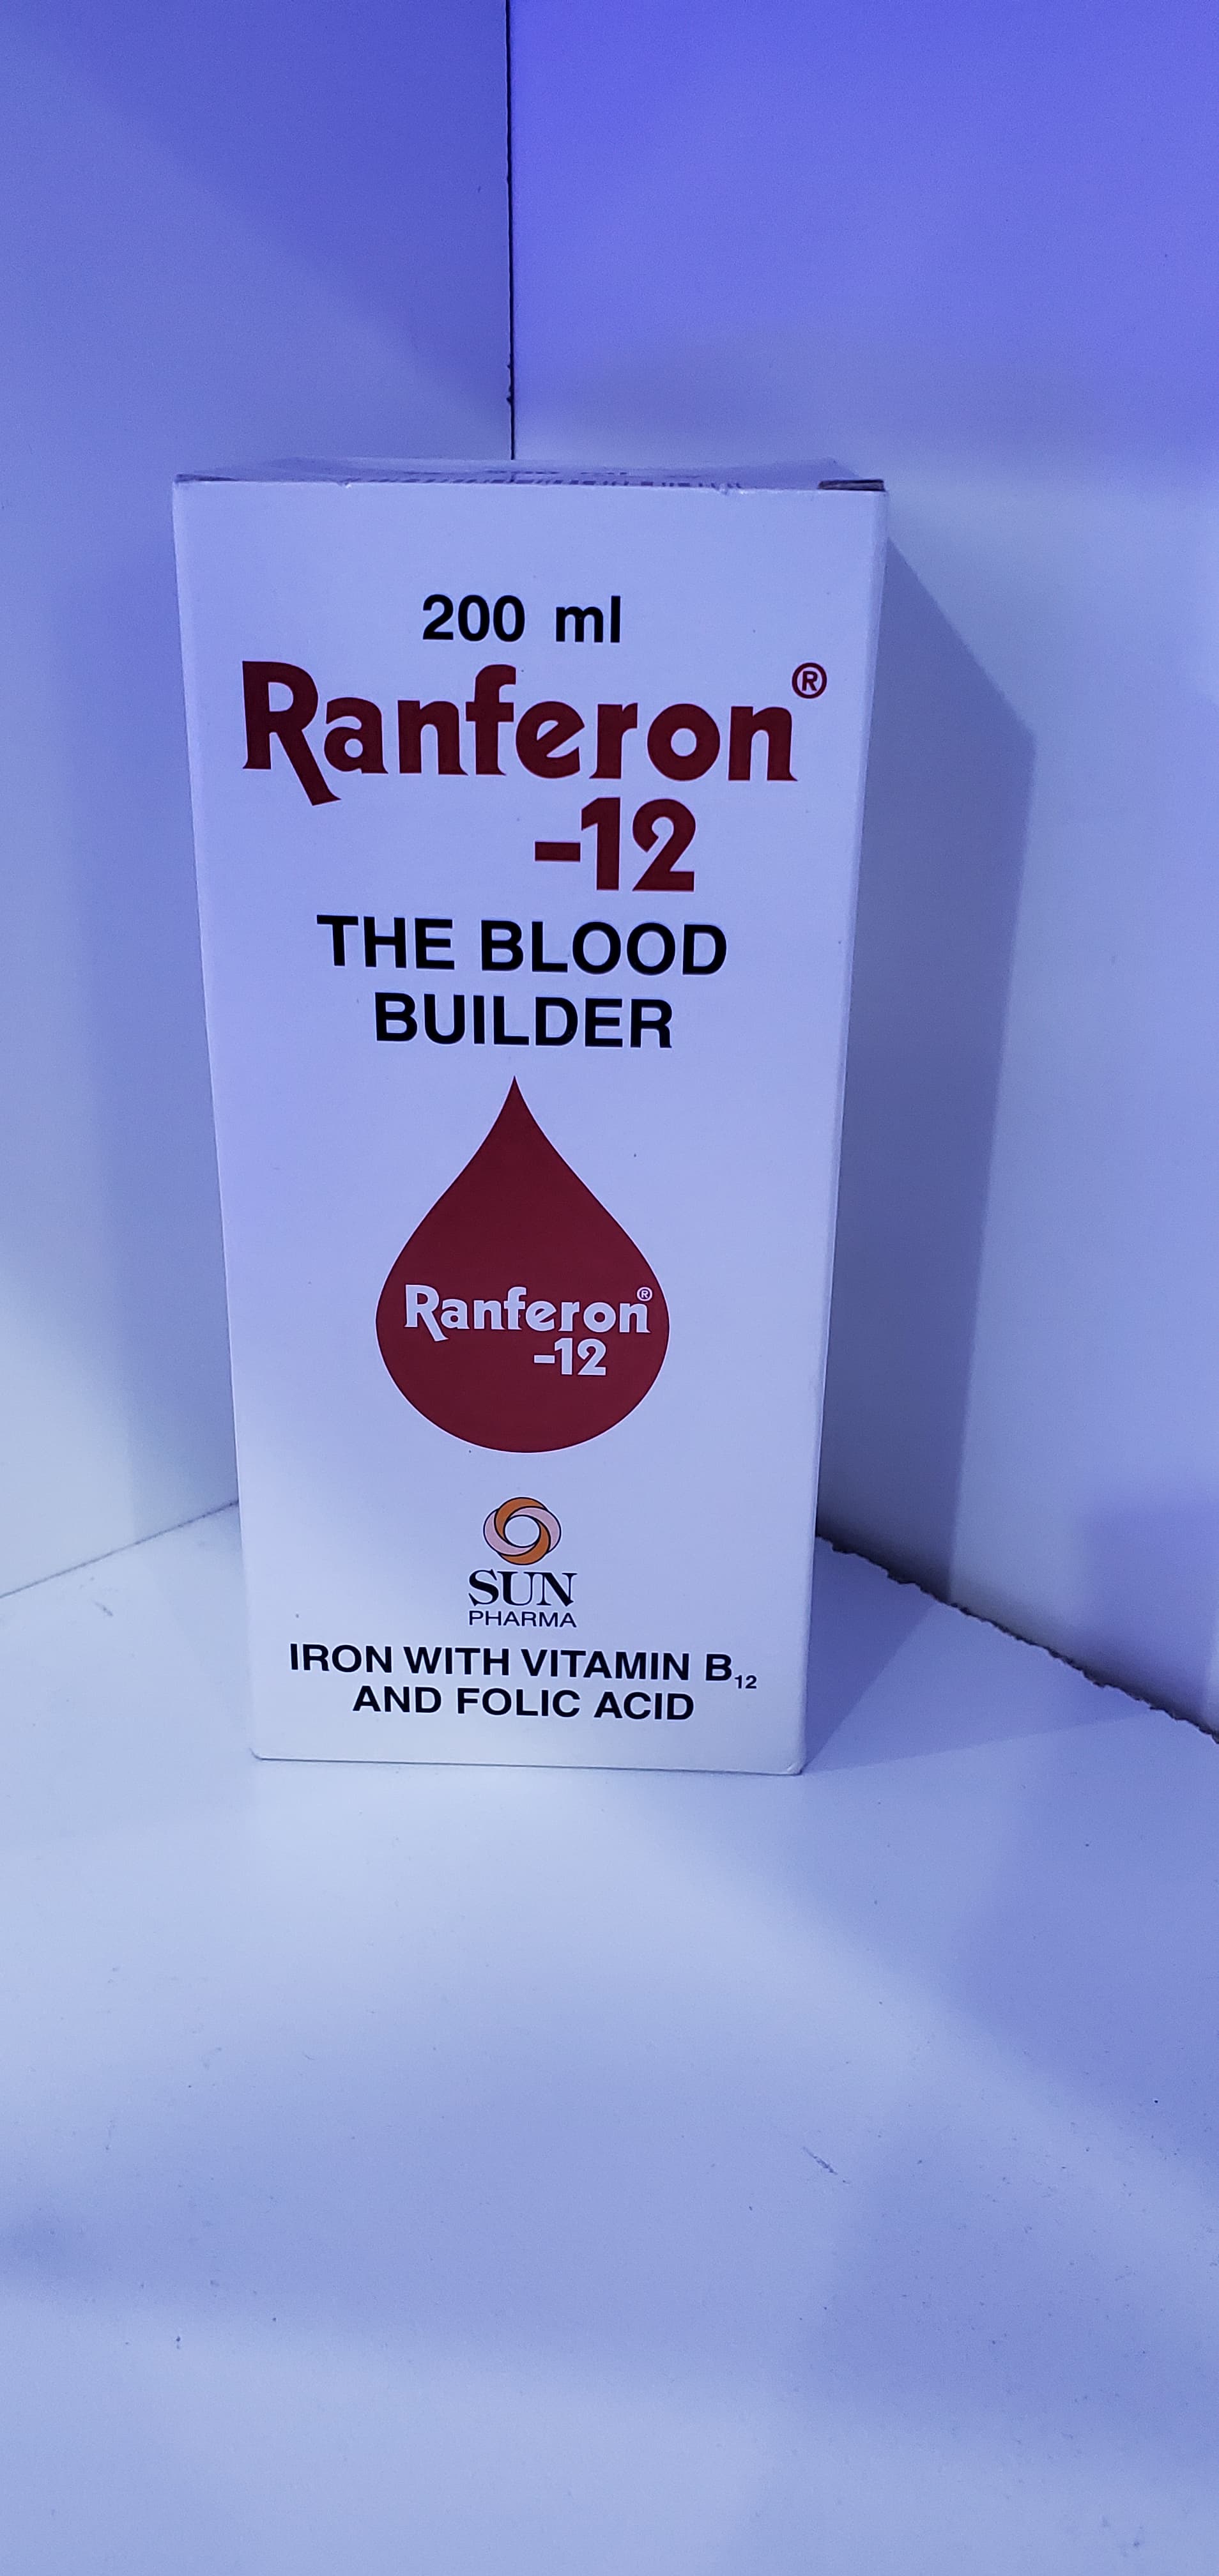 200 ml
Ranferon®
-12
THE BLOOD
BUILDER
Ranferon®
-12
SUN
PHARMA
IRON WITH VITAMIN B₁₂
AND FOLIC ACID